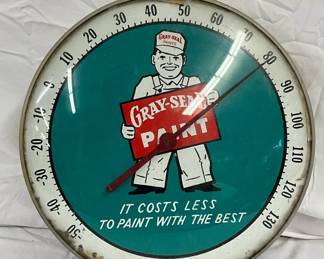 -50 -40 -30 -20 -10 0 10 20 30 40 50 60 70 80 90 100 110 120 130
GRAY-SEAL
PAINTS
GRAY-SEAL
PAINT
IT COSTS LESS
TO PAINT WITH THE BEST